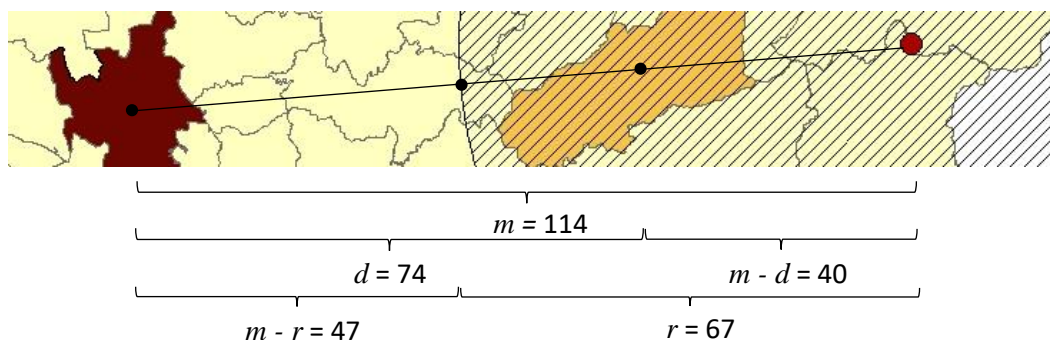 m = 114
d = 74
m - d = 40
m - r = 47
r = 67